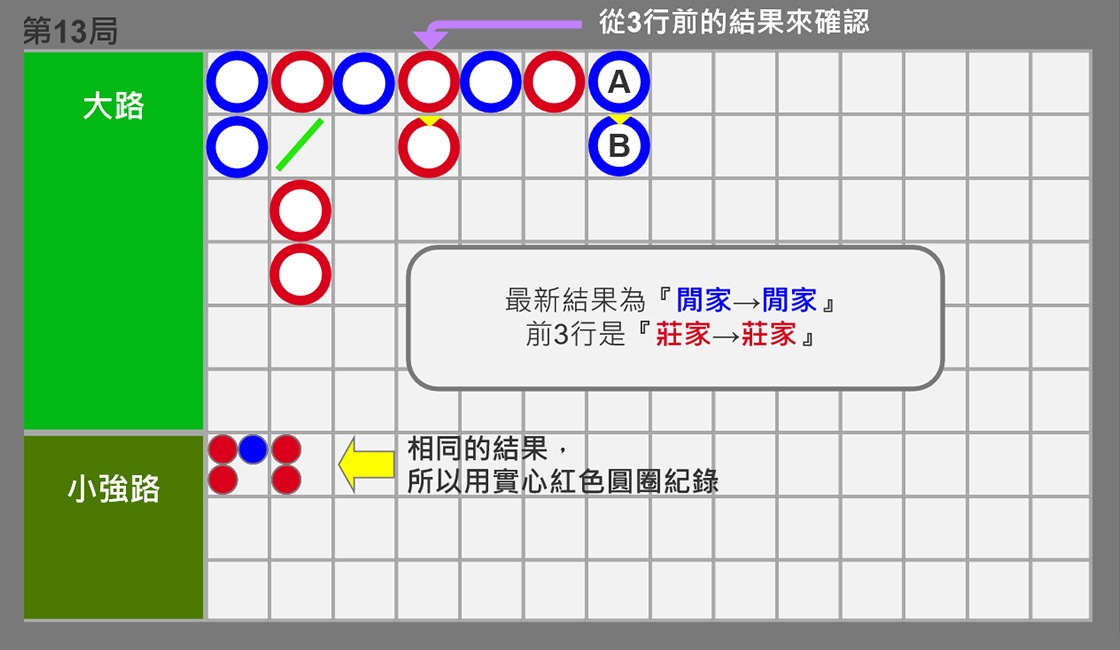 第13局
從3行前的結果來確認
大路
A
B
最新結果為『閒家→閒家』
前3行是『莊家→莊家』
小強路
相同的結果，
所以用實心紅色圓圈紀錄